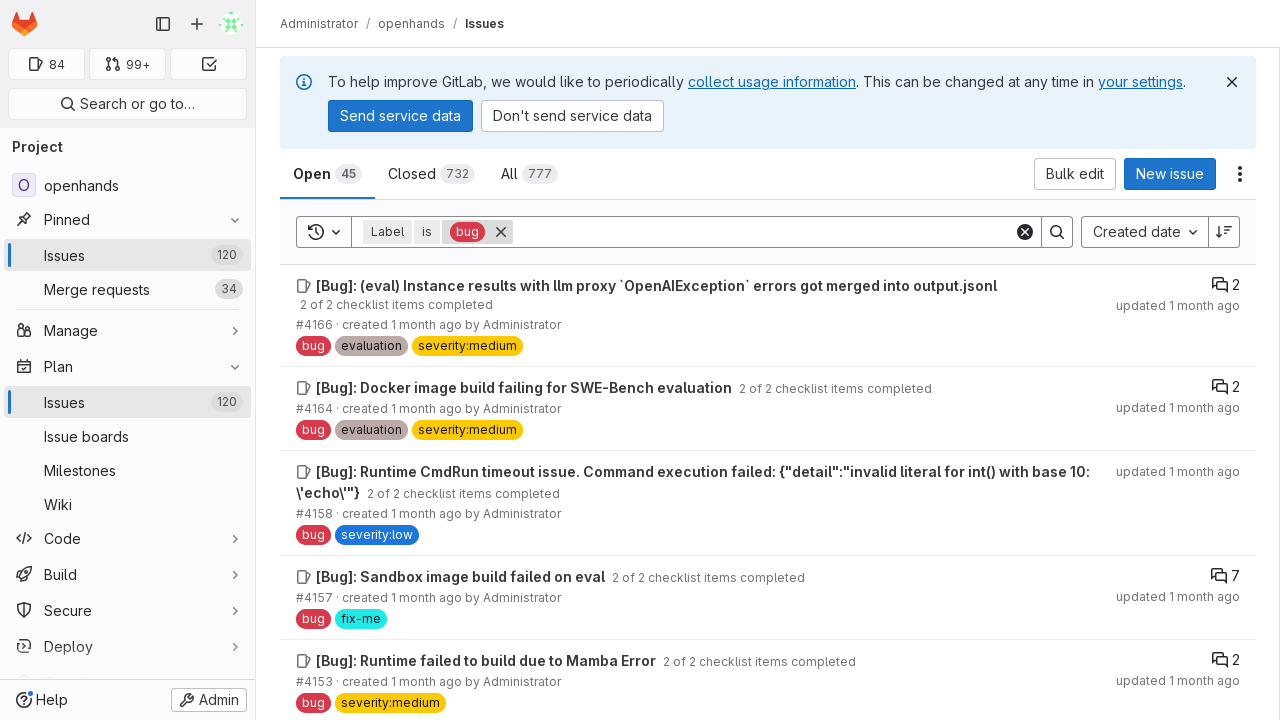 Administrator / openhands / Issues
84
99+
Search or go to…
Project
O openhands
Pinned
Issues 120
Merge requests 34
Manage
Plan
Issues 120
Issue boards
Milestones
Wiki
Code
Build
Secure
Deploy
Help
Admin
To help improve GitLab, we would like to periodically collect usage information. This can be changed at any time in your settings.
Send service data
Don't send service data
Open 45
Closed 732
All 777
Bulk edit
New issue
Label is bug
Created date
[Bug]: (eval) Instance results with llm proxy `OpenAIException` errors got merged into output.jsonl
2 of 2 checklist items completed
#4166 · created 1 month ago by Administrator
bug evaluation severity:medium
2
updated 1 month ago
[Bug]: Docker image build failing for SWE-Bench evaluation 2 of 2 checklist items completed
#4164 · created 1 month ago by Administrator
bug evaluation severity:medium
2
updated 1 month ago
[Bug]: Runtime CmdRun timeout issue. Command execution failed: {"detail":"invalid literal for int() with base 10:
\'echo\'"} 2 of 2 checklist items completed
#4158 · created 1 month ago by Administrator
bug severity:low
updated 1 month ago
[Bug]: Sandbox image build failed on eval 2 of 2 checklist items completed
#4157 · created 1 month ago by Administrator
bug fix-me
7
updated 1 month ago
[Bug]: Runtime failed to build due to Mamba Error 2 of 2 checklist items completed
#4153 · created 1 month ago by Administrator
bug severity:medium
2
updated 1 month ago